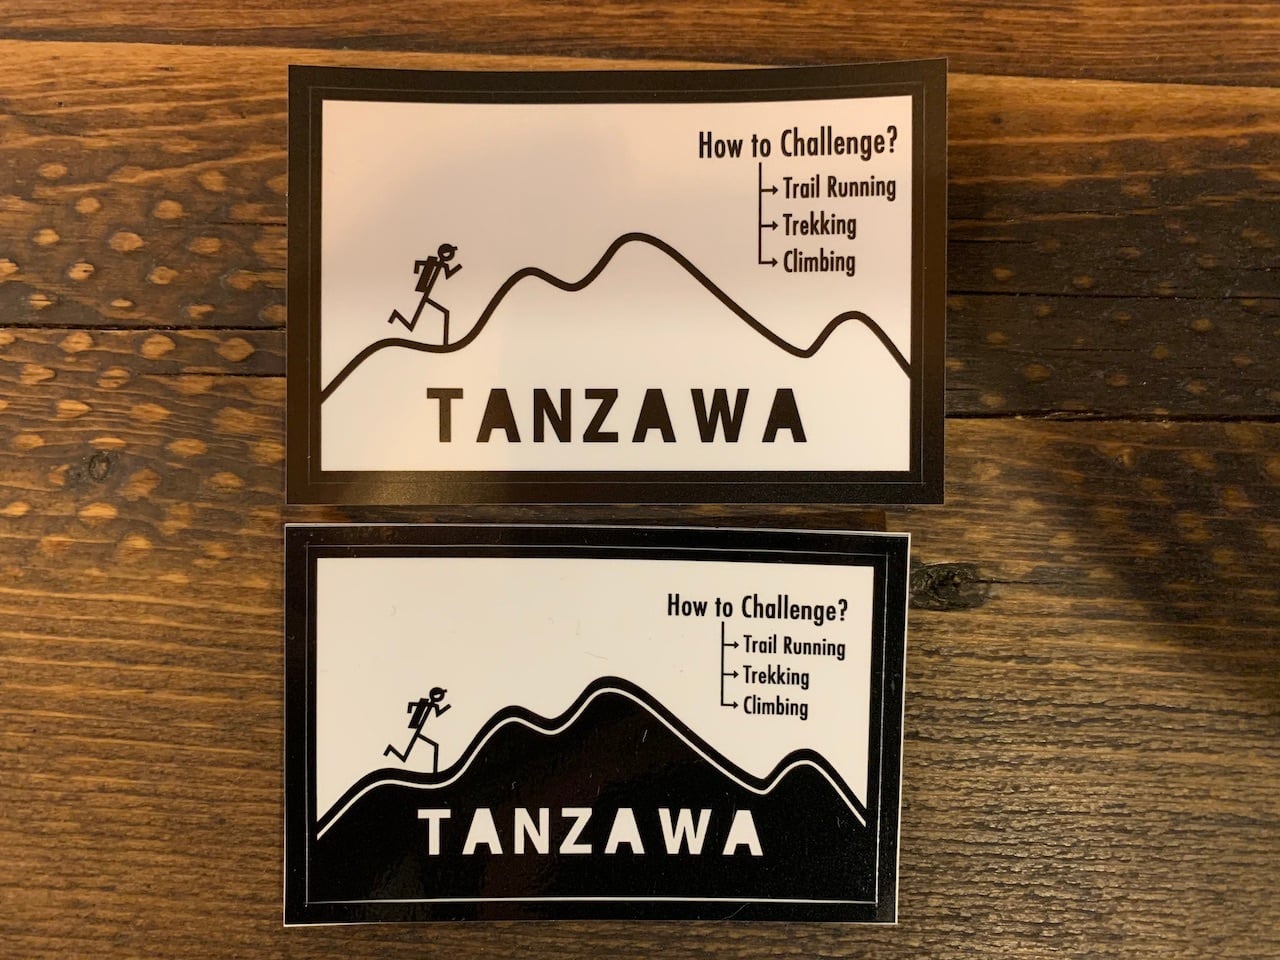 How to Challenge?
Trail Running
Trekking
Climbing
TANZAWA
How to Challenge?
Trail Running
Trekking
Climbing
TANZAWA